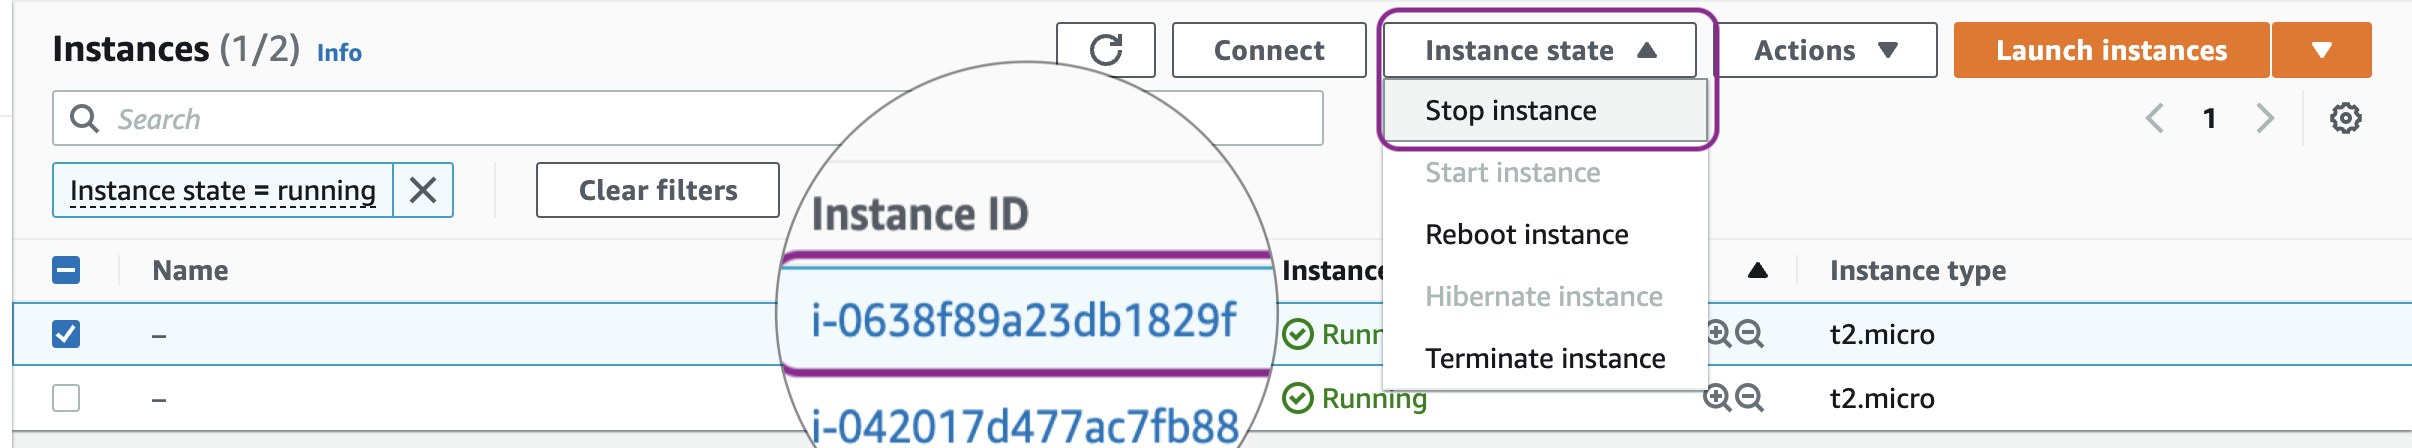 Instances (1/2) Info
Connect
Instance state
Actions
Launch instances
Search
Stop instance
1
Instance state = running
Clear filters
Start instance
Reboot instance
Hibernate instance
Terminate instance
Name
Instance ID
Instance type
–
i-0638f89a23db1829f
t2.micro
–
i-042017d477ac7fb88
Running
t2.micro